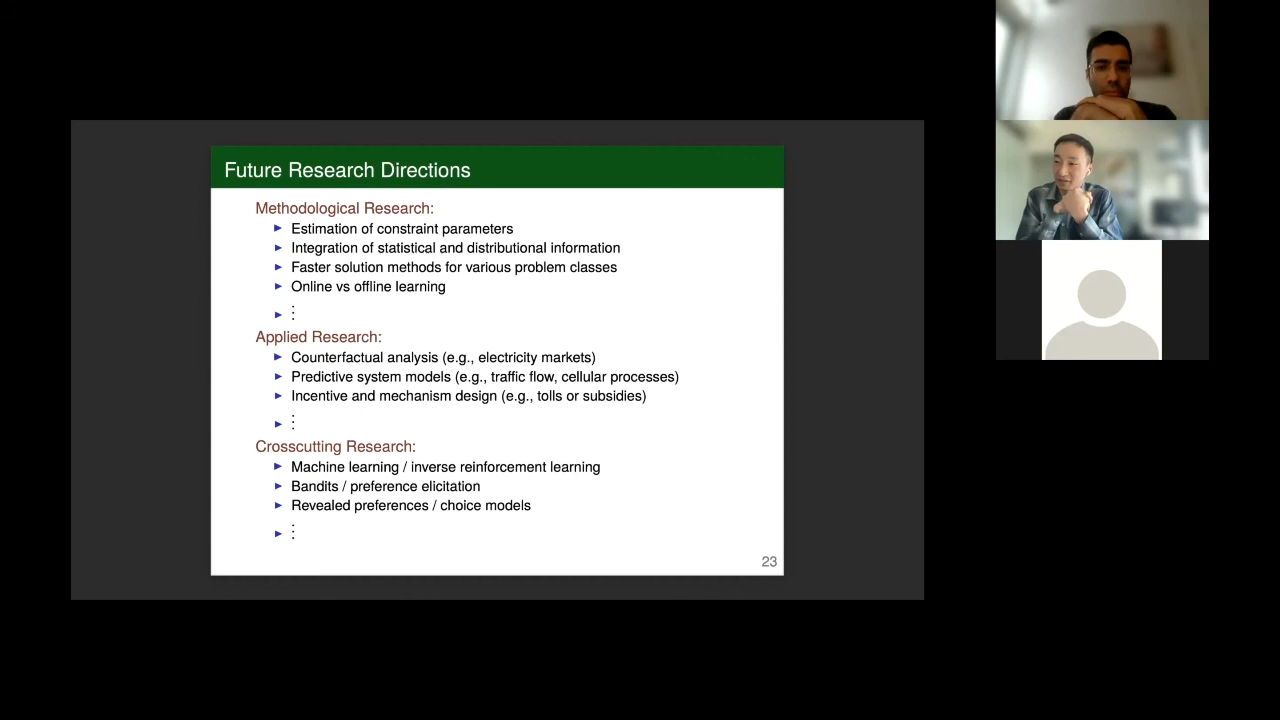 Future Research Directions
Methodological Research:
► Estimation of constraint parameters
► Integration of statistical and distributional information
► Faster solution methods for various problem classes
► Online vs offline learning
► ⋮
Applied Research:
► Counterfactual analysis (e.g., electricity markets)
► Predictive system models (e.g., traffic flow, cellular processes)
► Incentive and mechanism design (e.g., tolls or subsidies)
► ⋮
Crosscutting Research:
► Machine learning / inverse reinforcement learning
► Bandits / preference elicitation
► Revealed preferences / choice models
► ⋮
23